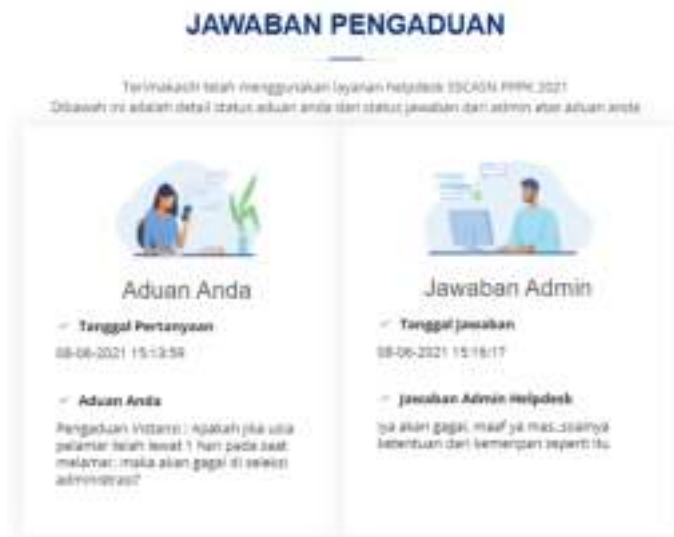 JAWABAN PENGADUAN
Terimakasih telah menggunakan layanan helpdesk SSCASN PPPK 2021
Dibawah ini adalah detail status aduan anda dan status jawaban dari admin atas aduan anda
Aduan Anda
Tanggal Pertanyaan
08-06-2021 15:13:59
Aduan Anda
Pengaduan Instansi : Apakah jika usia
pelamar telah lewat 1 hari pada saat
melamar, maka akan gagal di seleksi
administrasi?
Jawaban Admin
Tanggal Jawaban
08-06-2021 15:16:17
Jawaban Admin Helpdesk
iya akan gagal, maaf ya mas..soalnya
ketentuan dari kemenpan seperti itu